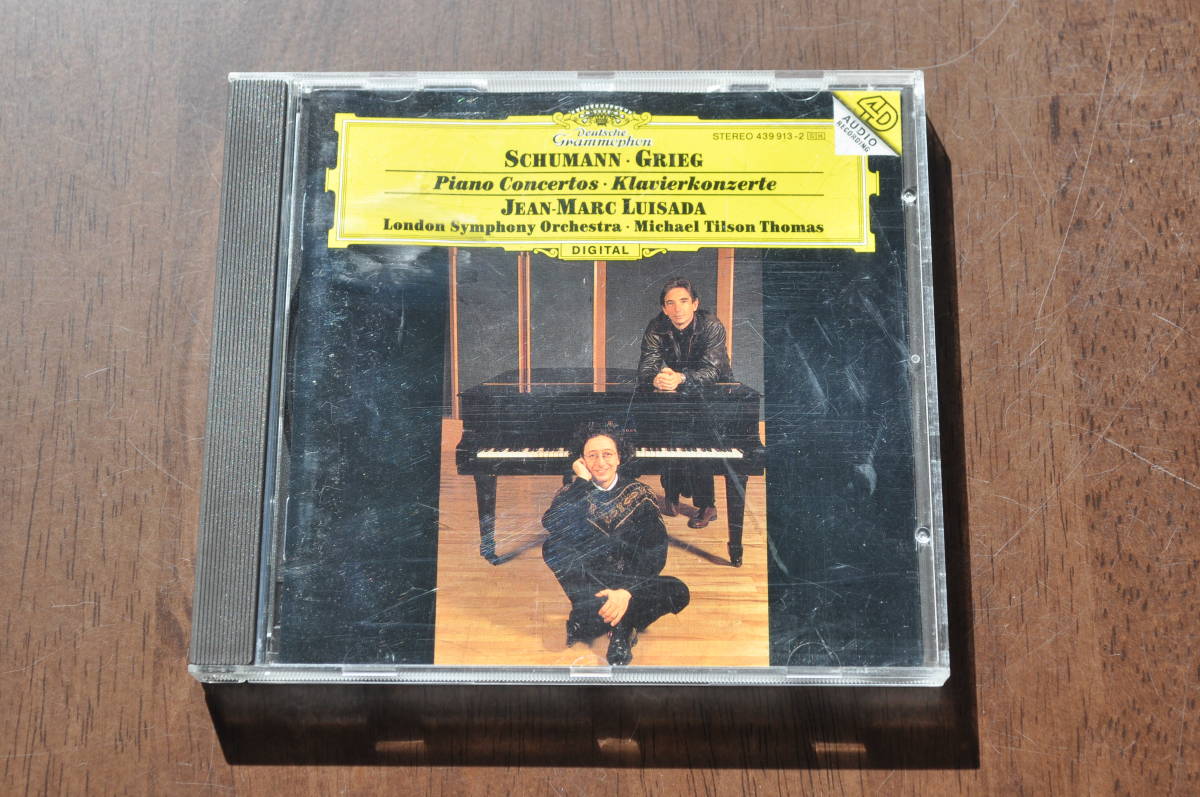 Deutsche
Grammophon
STEREO 439 913-2 GH
4D
AUDIO
RECORDING
SCHUMANN · GRIEG
Piano Concertos · Klavierkonzerte
JEAN-MARC LUISADA
London Symphony Orchestra · Michael Tilson Thomas
DIGITAL